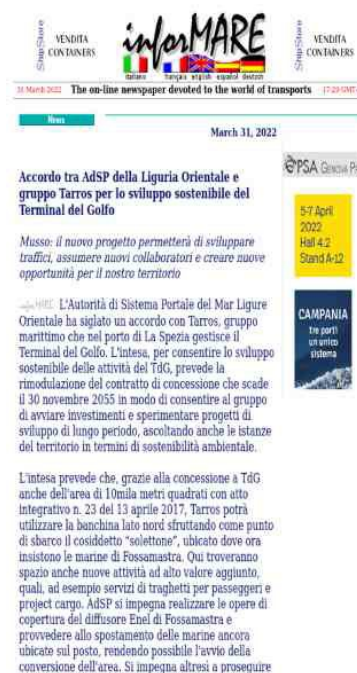 ShipStore
VENDITA
CONTAINERS
inforMARE
ShipStore
VENDITA
CONTAINERS
italiano français english español deutsch
31 March 2022 The on-line newspaper devoted to the world of transports 17:29 GMT+
News
March 31, 2022
Accordo tra AdSP della Liguria Orientale e
gruppo Tarros per lo sviluppo sostenibile del
Terminal del Golfo
PSA GENOVA P
5-7 April
2022
Hall 4.2
Stand A-12
CAMPANIA
tre porti
un unico
sistema
Musso: il nuovo progetto permetterà di sviluppare
traffici, assumere nuovi collaboratori e creare nuove
opportunità per il nostro territorio
inforMARE L'Autorità di Sistema Portale del Mar Ligure
Orientale ha siglato un accordo con Tarros, gruppo
marittimo che nel porto di La Spezia gestisce il
Terminal del Golfo. L'intesa, per consentire lo sviluppo
sostenibile delle attività del TdG, prevede la
rimodulazione del contratto di concessione che scade
il 30 novembre 2055 in modo di consentire al gruppo
di avviare investimenti e sperimentare progetti di
sviluppo di lungo periodo, ascoltando anche le istanze
del territorio in termini di sostenibilità ambientale.
L'intesa prevede che, grazie alla concessione a TdG
anche dell'area di 10mila metri quadrati con atto
integrativo n. 23 del 13 aprile 2017, Tarros potrà
utilizzare la banchina lato nord sfruttando come punto
di sbarco il cosiddetto “solettone”, ubicato dove ora
insistono le marine di Fossamastra. Qui troveranno
spazio anche nuove attività ad alto valore aggiunto,
quali, ad esempio servizi di traghetti per passeggeri e
project cargo. AdSP si impegna realizzare le opere di
copertura del diffusore Enel di Fossamastra e
provvedere allo spostamento delle marine ancora
ubicate sul posto, rendendo possibile l'avvio della
conversione dell'area. Si impegna altresì a proseguire